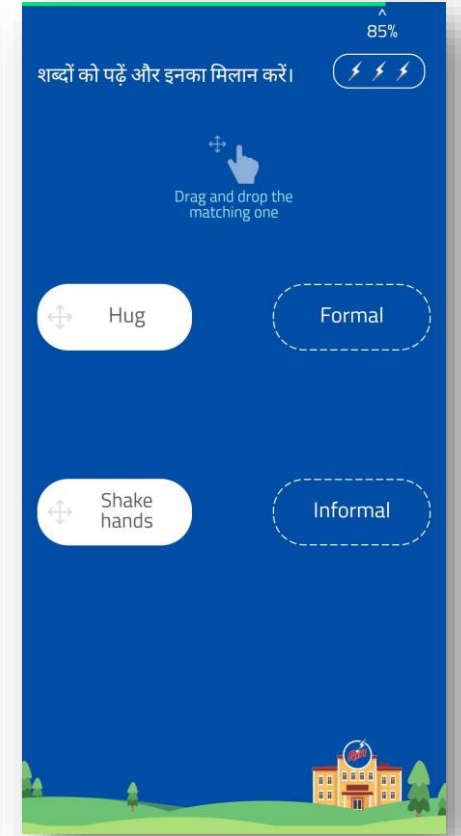 ^
85%
शब्दों को पढ़ें और इनका मिलान करें।
Drag and drop the
matching one
Hug
Formal
Shake
hands
Informal